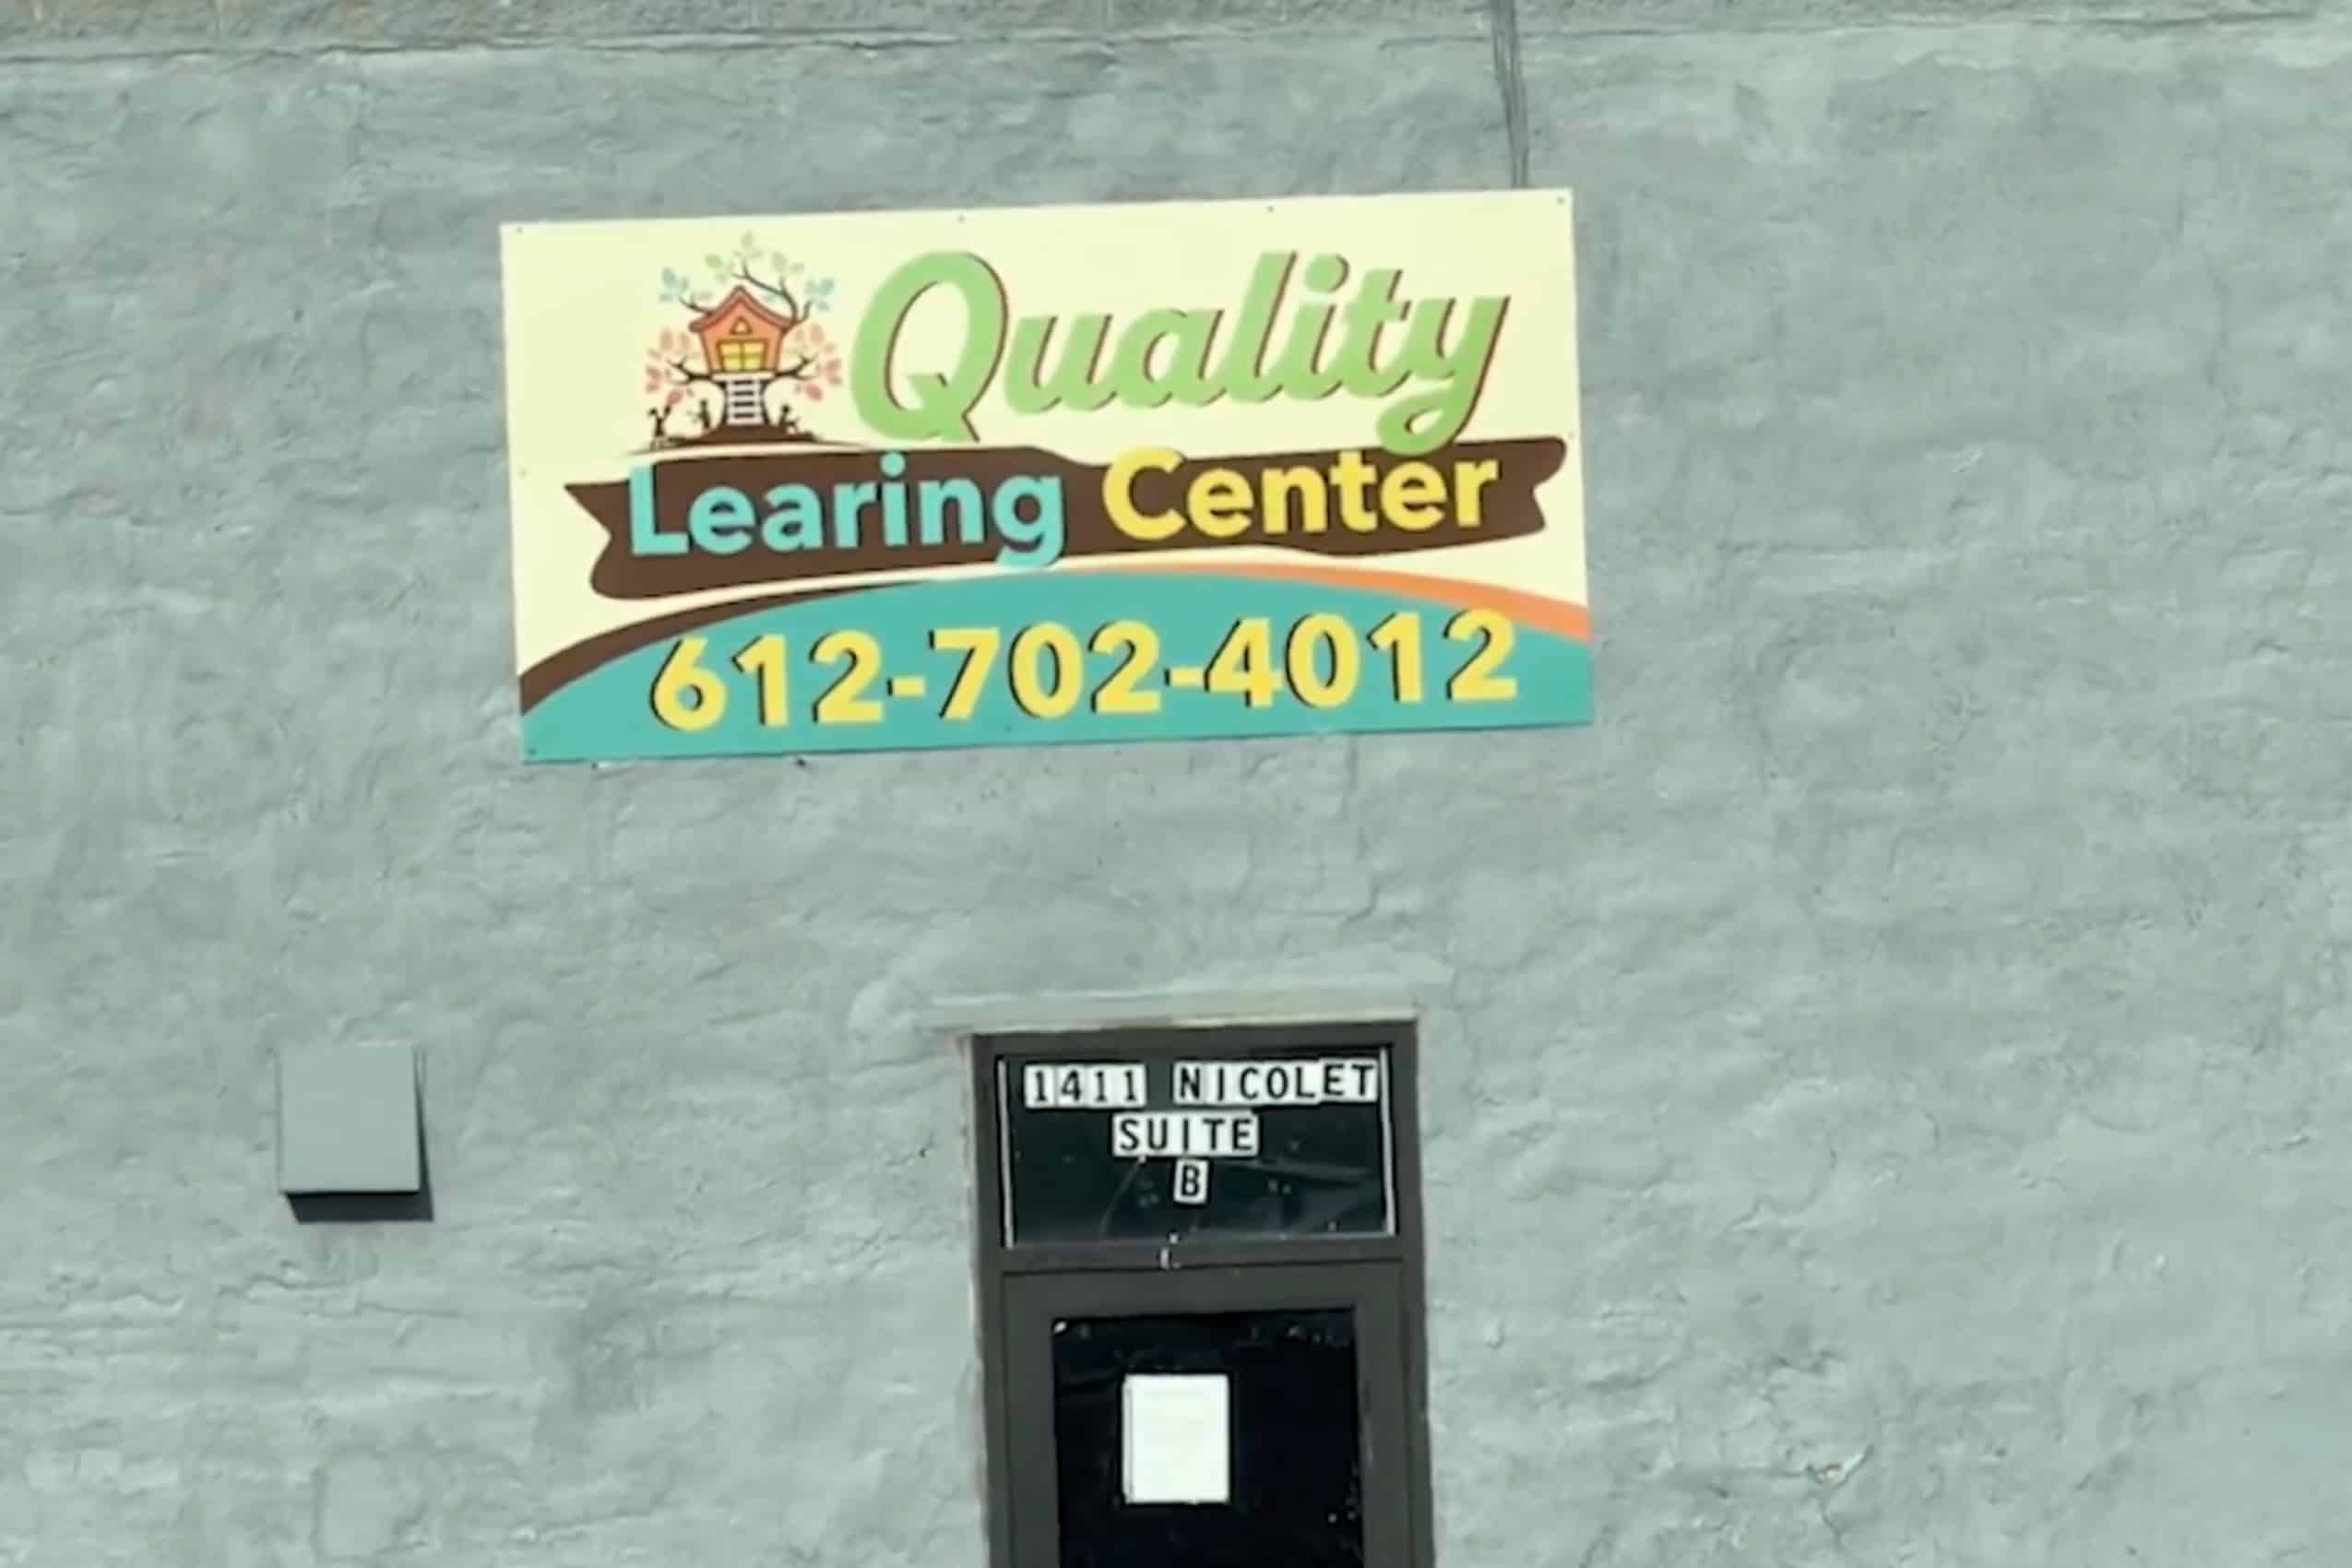 Quality
Learing Center
612-702-4012
1411 NICOLET
SUITE
B